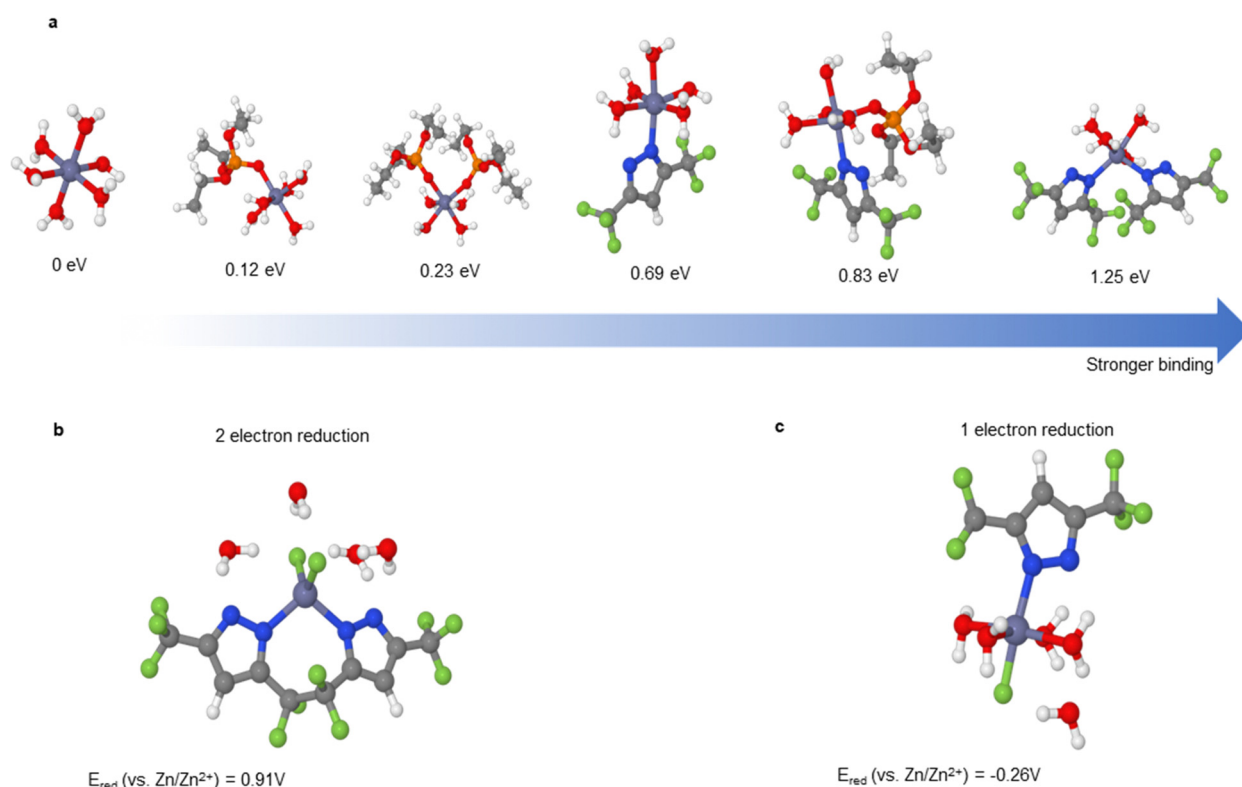 a
0 eV
0.12 eV
0.23 eV
0.69 eV
0.83 eV
1.25 eV
Stronger binding
b
2 electron reduction
c
1 electron reduction
E_red (vs. Zn/Zn²⁺) = 0.91V
E_red (vs. Zn/Zn²⁺) = -0.26V